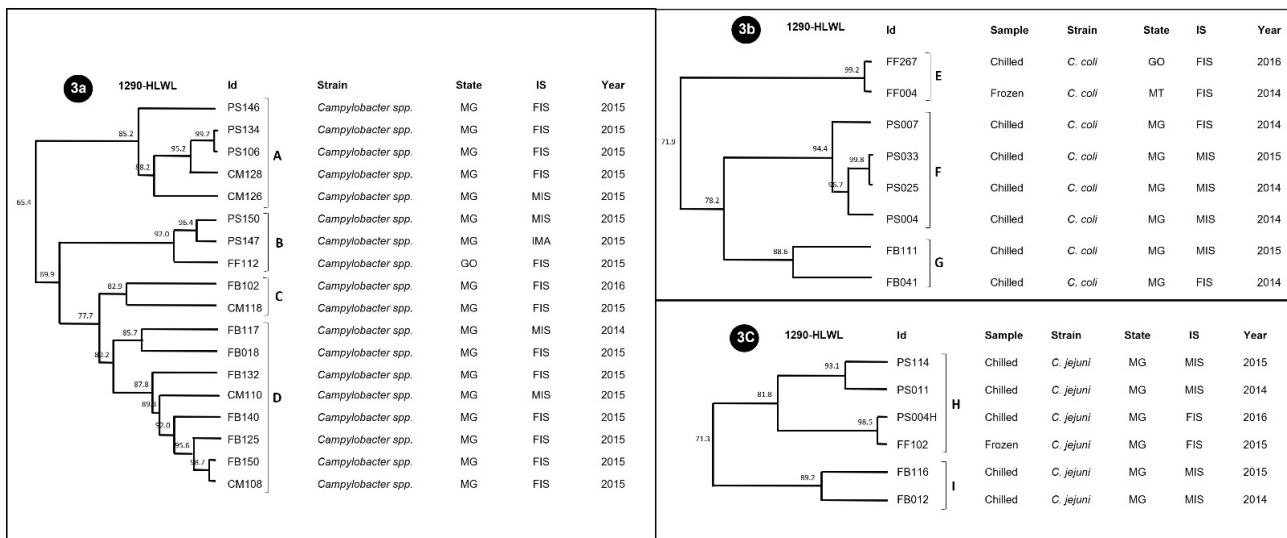 3a 1290-HLWL Id Strain State IS Year
PS146 Campylobacter spp. MG FIS 2015
85.2 99.7 PS134 Campylobacter spp. MG FIS 2015
95.2 PS106 Campylobacter spp. MG FIS 2015 A
88.2 CM128 Campylobacter spp. MG FIS 2015
CM126 Campylobacter spp. MG MIS 2015
65.4
96.4 PS150 Campylobacter spp. MG MIS 2015
92.0 PS147 Campylobacter spp. MG IMA 2015 B
FF112 Campylobacter spp. GO FIS 2015
69.9
82.9 FB102 Campylobacter spp. MG FIS 2016 C
CM118 Campylobacter spp. MG FIS 2015
77.7
85.7 FB117 Campylobacter spp. MG MIS 2014
80.2 FB018 Campylobacter spp. MG FIS 2015
87.8 FB132 Campylobacter spp. MG FIS 2015
CM110 Campylobacter spp. MG MIS 2015 D
92.0 FB140 Campylobacter spp. MG FIS 2015
95.6 FB125 Campylobacter spp. MG FIS 2015
98.7 FB150 Campylobacter spp. MG FIS 2015
CM108 Campylobacter spp. MG FIS 2015
3b 1290-HLWL Id Sample Strain State IS Year
99.2 FF267 Chilled C. coli GO FIS 2016 E
FF004 Frozen C. coli MT FIS 2014
71.9
94.4 PS007 Chilled C. coli MG FIS 2014
99.8 PS033 Chilled C. coli MG MIS 2015 F
96.7 PS025 Chilled C. coli MG MIS 2014
78.2 PS004 Chilled C. coli MG MIS 2014
88.6 FB111 Chilled C. coli MG MIS 2015 G
FB041 Chilled C. coli MG FIS 2014
3C 1290-HLWL Id Sample Strain State IS Year
93.1 PS114 Chilled C. jejuni MG MIS 2015
81.8 PS011 Chilled C. jejuni MG MIS 2014 H
98.5 PS004H Chilled C. jejuni MG FIS 2016
FF102 Frozen C. jejuni MG FIS 2015
71.3
89.2 FB116 Chilled C. jejuni MG MIS 2015 I
FB012 Chilled C. jejuni MG MIS 2014